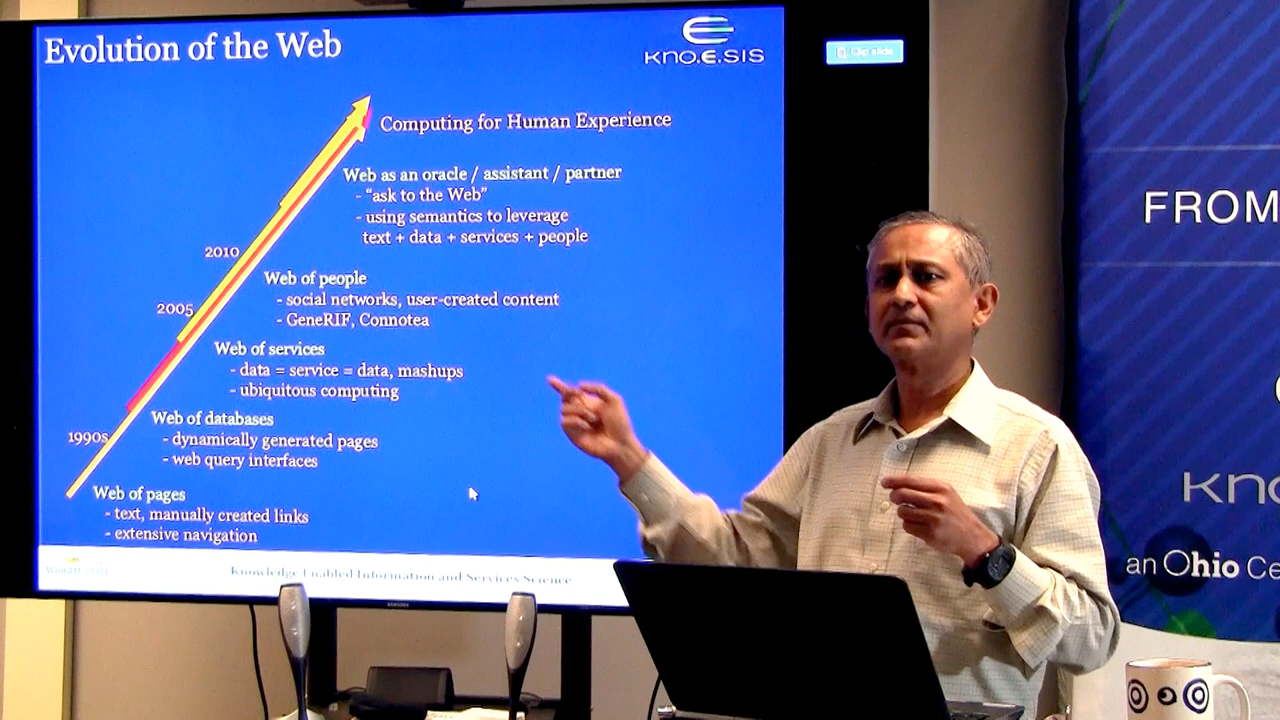 Evolution of the Web
KNO.E.SIS
Clip slide
Computing for Human Experience
Web as an oracle / assistant / partner
- “ask to the Web”
- using semantics to leverage
text + data + services + people
2010
Web of people
- social networks, user-created content
- GeneRIF, Connotea
2005
Web of services
- data = service = data, mashups
- ubiquitous computing
Web of databases
- dynamically generated pages
- web query interfaces
1990s
Web of pages
- text, manually created links
- extensive navigation
Knowledge Enabled Information and Services Science
SAMSUNG
FROM
an Ohio